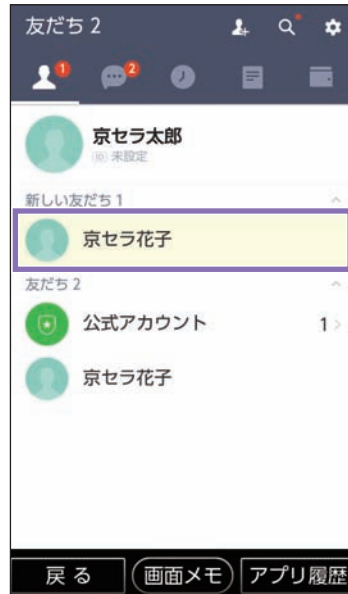 友だち 2
1
2
京セラ太郎
ID 未設定
新しい友だち 1
京セラ花子
友だち 2
公式アカウント 1
京セラ花子
戻る 画面メモ アプリ履歴